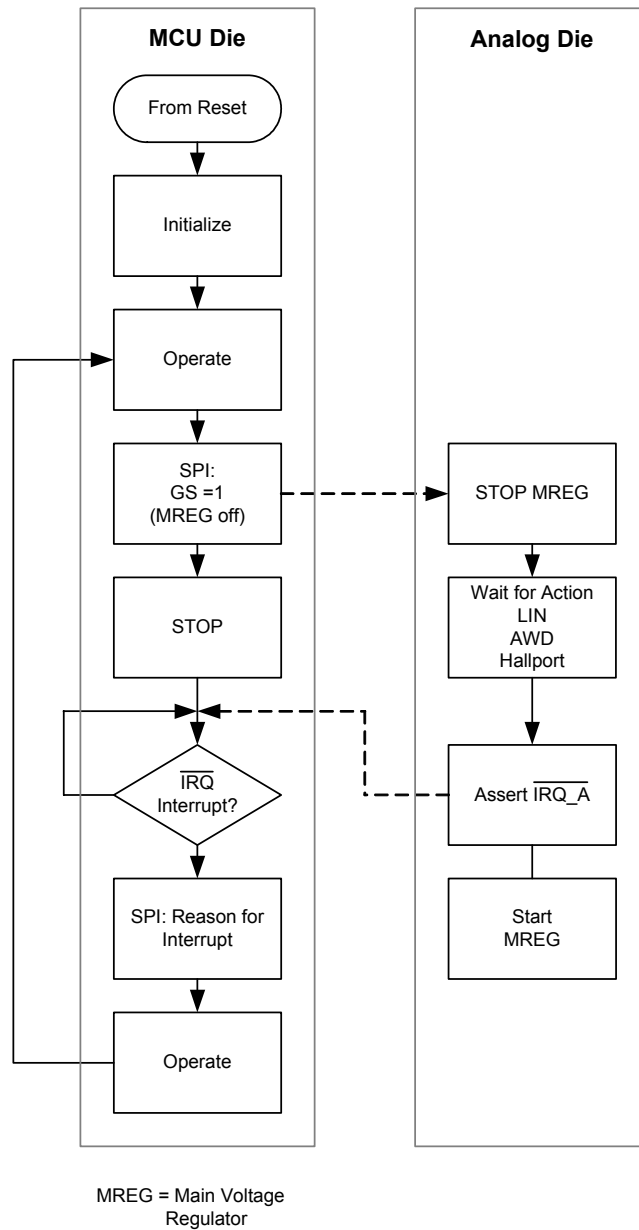 MCU Die
From Reset
Initialize
Operate
SPI:
GS =1
(MREG off)
STOP
IRQ
Interrupt?
SPI: Reason for
Interrupt
Operate
Analog Die
STOP MREG
Wait for Action
LIN
AWD
Hallport
Assert IRQ_A
Start
MREG
MREG = Main Voltage
Regulator